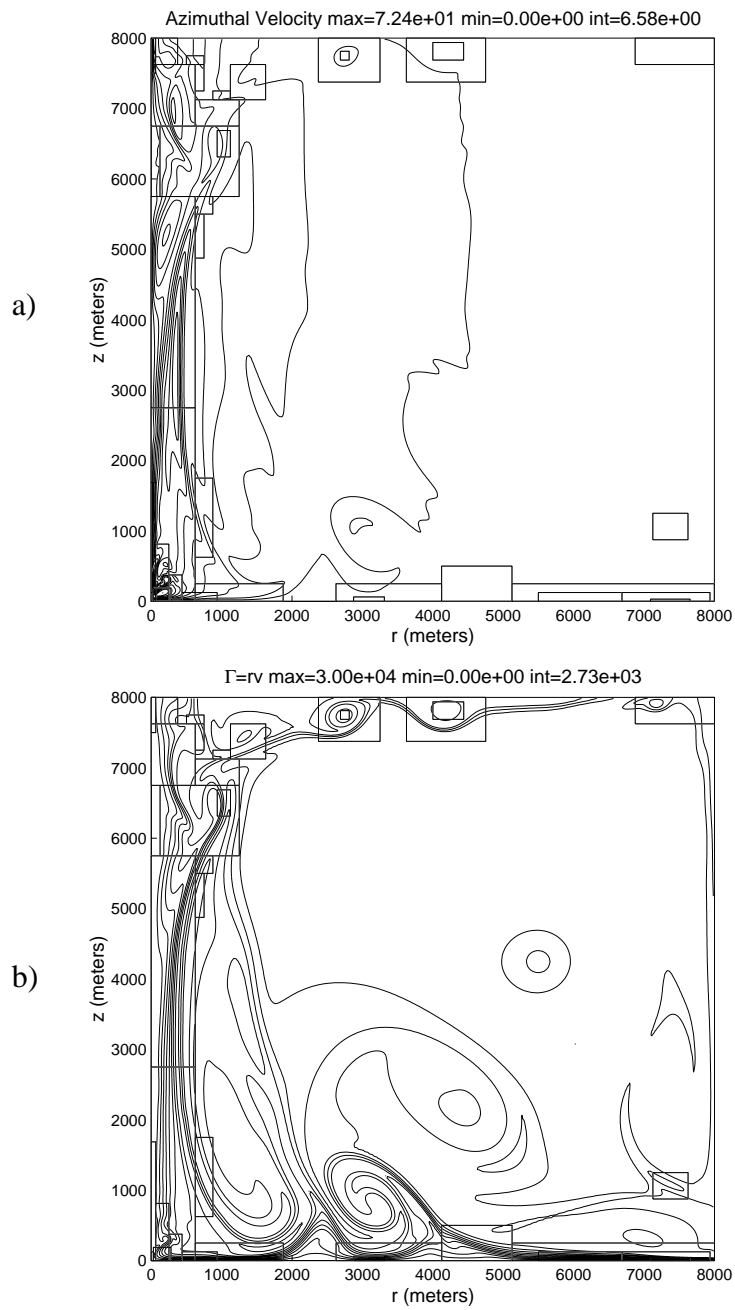 a)
Azimuthal Velocity max=7.24e+01 min=0.00e+00 int=6.58e+00
8000
7000
6000
5000
4000
3000
2000
1000
0
z (meters)
0 1000 2000 3000 4000 5000 6000 7000 8000
r (meters)
b)
Γ=rv max=3.00e+04 min=0.00e+00 int=2.73e+03
8000
7000
6000
5000
4000
3000
2000
1000
0
z (meters)
0 1000 2000 3000 4000 5000 6000 7000 8000
r (meters)